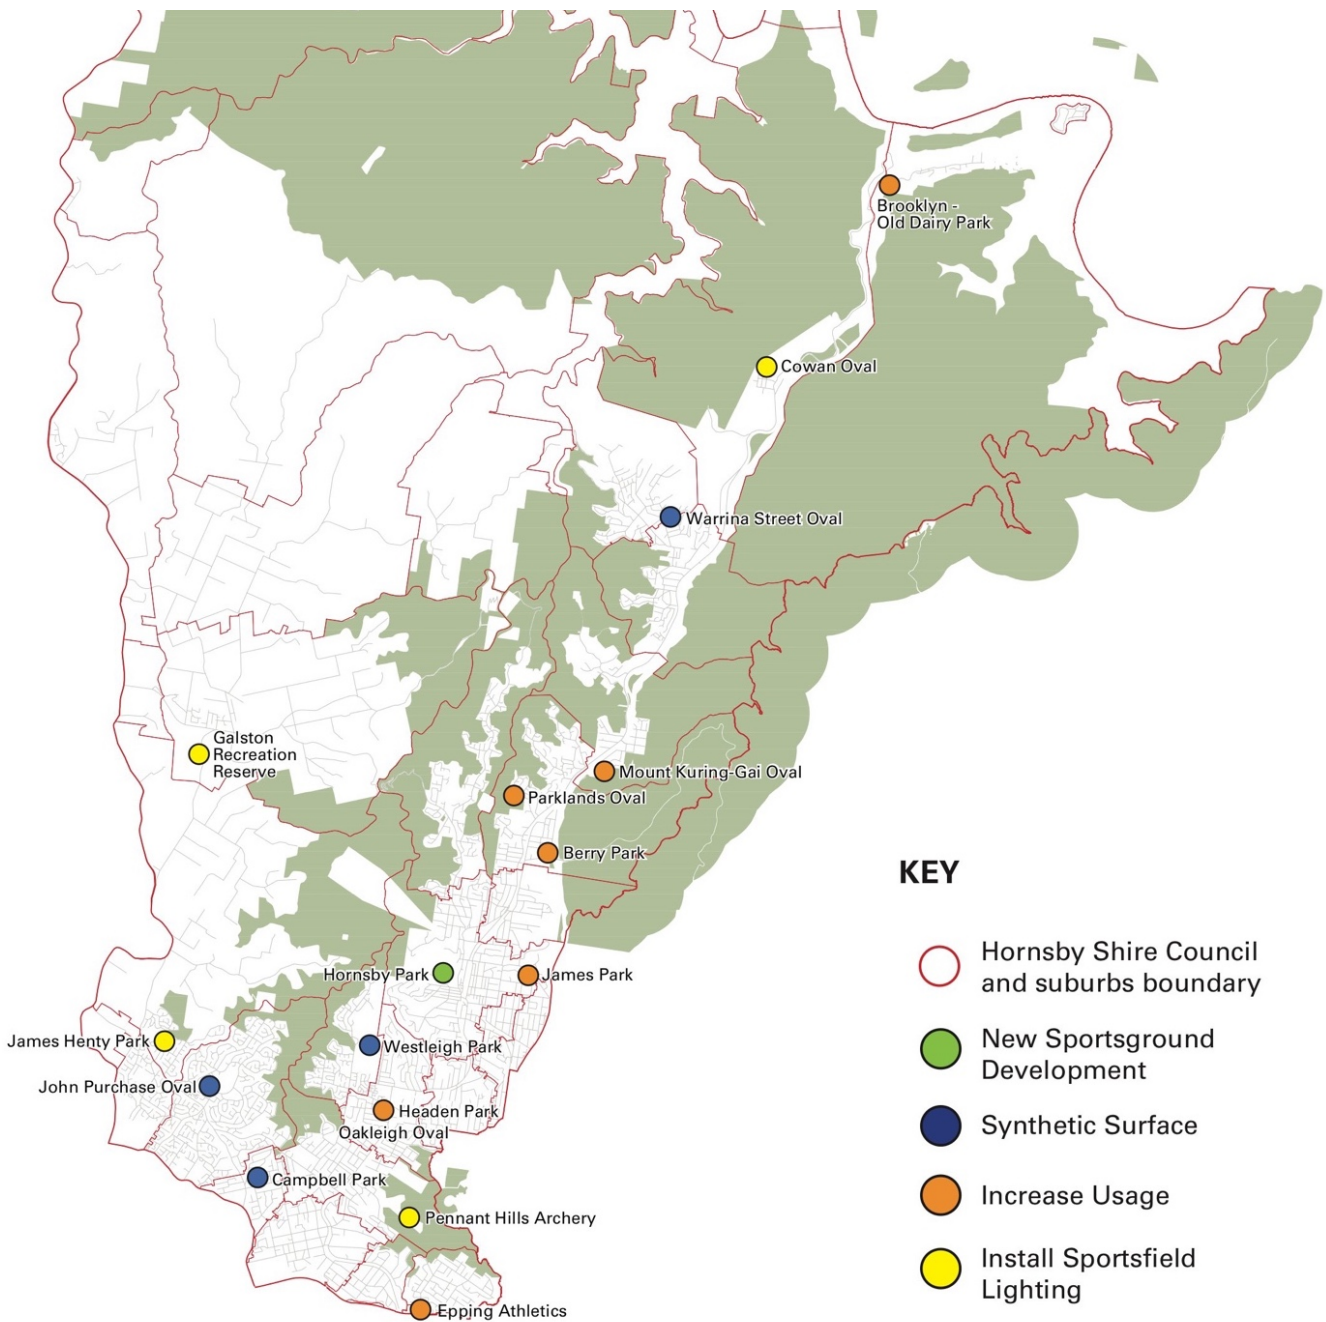 Brooklyn -
Old Dairy Park
Cowan Oval
Warrina Street Oval
Galston
Recreation
Reserve
Mount Kuring-Gai Oval
Parklands Oval
Berry Park
Hornsby Park
James Park
James Henty Park
Westleigh Park
John Purchase Oval
Headen Park
Oakleigh Oval
Campbell Park
Pennant Hills Archery
Epping Athletics
KEY
Hornsby Shire Council
and suburbs boundary
New Sportsground
Development
Synthetic Surface
Increase Usage
Install Sportsfield
Lighting